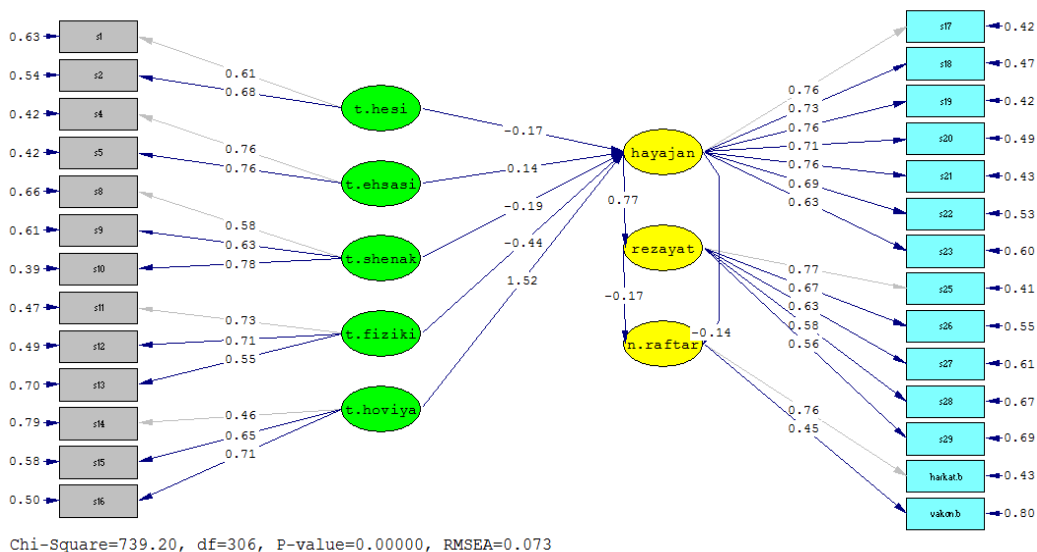 0.63 s1
0.54 s2
0.42 s4
0.42 s5
0.66 s8
0.61 s9
0.39 s10
0.47 s11
0.49 s12
0.70 s13
0.79 s14
0.58 s15
0.50 s16
0.61
0.68
0.76
0.76
0.58
0.63
0.78
0.73
0.71
0.55
0.46
0.65
0.71
t.hesi
t.ehsasi
t.shenak
t.fiziki
t.hoviya
-0.17
0.14
-0.19
-0.44
1.52
hayajan
0.77
rezayat
-0.17
n.raftar
-0.14
0.76
0.73
0.76
0.71
0.76
0.69
0.63
0.77
0.67
0.63
0.58
0.56
0.76
0.45
s17 0.42
s18 0.47
s19 0.42
s20 0.49
s21 0.43
s22 0.53
s23 0.60
s25 0.41
s26 0.55
s27 0.61
s28 0.67
s29 0.69
harkat.b 0.43
vakon.b 0.80
Chi-Square=739.20, df=306, P-value=0.00000, RMSEA=0.073